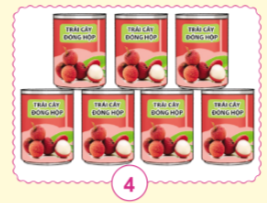 TRÁI CÂY TRÁI CÂY TRÁI CÂY
ĐÓNG HỘP ĐÓNG HỘP ĐÓNG HỘP
TRÁI CÂY TRÁI CÂY TRÁI CÂY TRÁI CÂY
ĐÓNG HỘP ĐÓNG HỘP ĐÓNG HỘP ĐÓNG HỘP
4